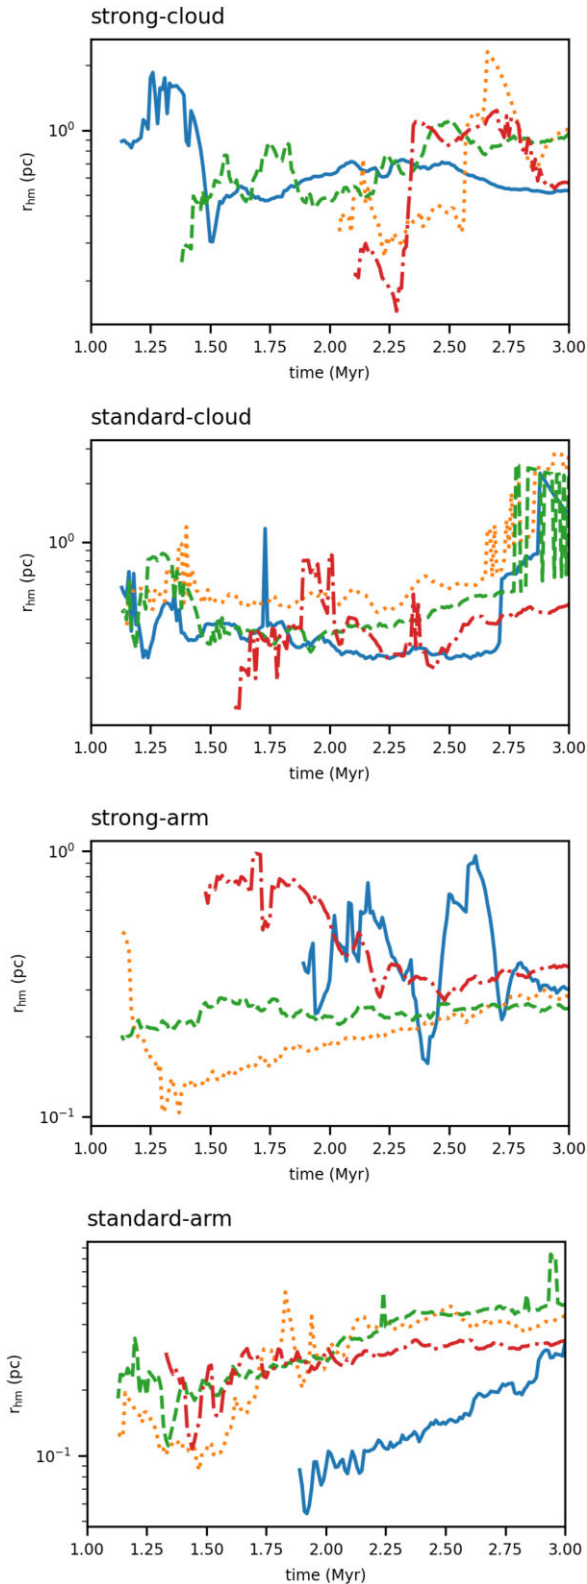 strong-cloud
10⁰
r_hm (pc)
1.00 1.25 1.50 1.75 2.00 2.25 2.50 2.75 3.00
time (Myr)
standard-cloud
10⁰
r_hm (pc)
1.00 1.25 1.50 1.75 2.00 2.25 2.50 2.75 3.00
time (Myr)
strong-arm
10⁰
r_hm (pc)
10⁻¹
1.00 1.25 1.50 1.75 2.00 2.25 2.50 2.75 3.00
time (Myr)
standard-arm
r_hm (pc)
10⁻¹
1.00 1.25 1.50 1.75 2.00 2.25 2.50 2.75 3.00
time (Myr)